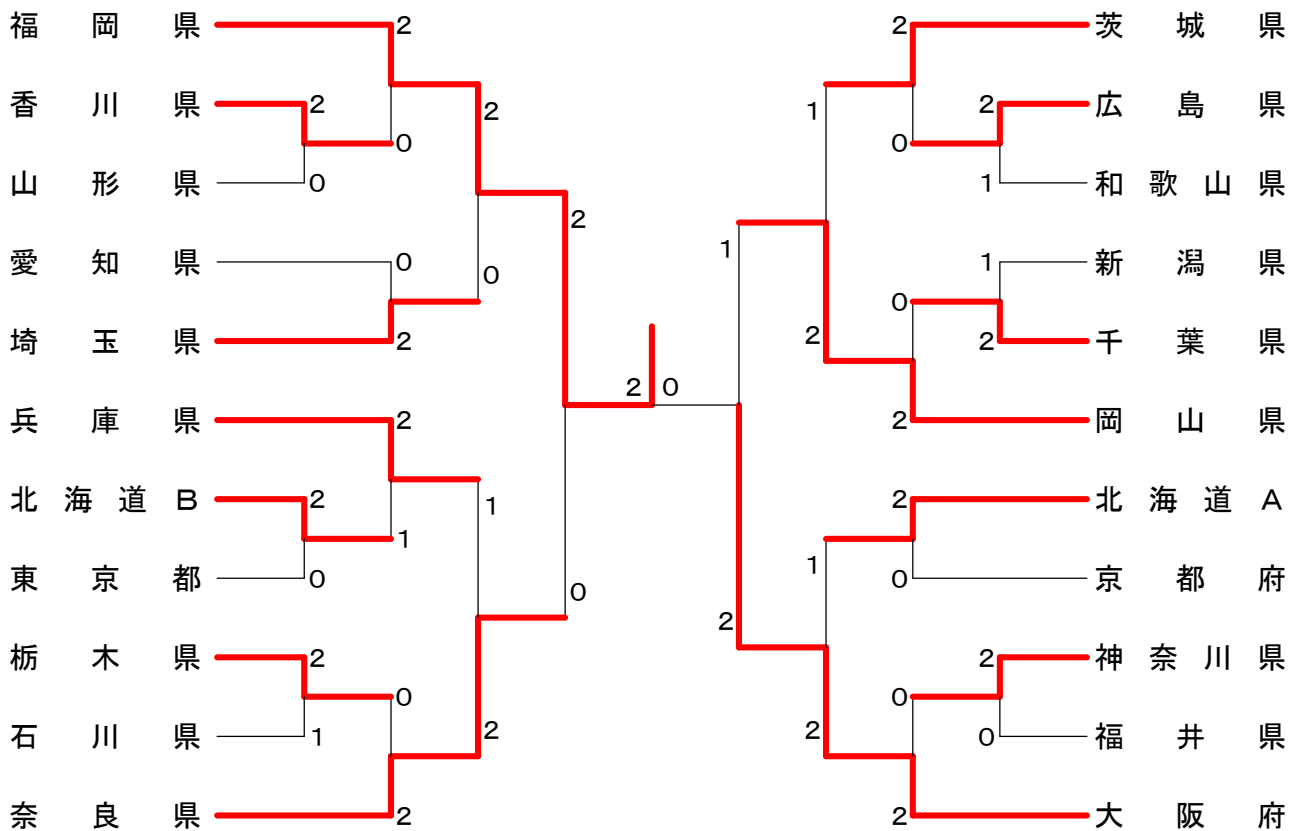 福岡県 2 2 茨城県
香川県 2 2 1 2 広島県
0 0
山形県 0 1 和歌山県
2 1
愛知県 0 1 新潟県
0 0
埼玉県 2 2 2 千葉県
2 0
兵庫県 2 2 岡山県
北海道B 2 1 2 北海道A
1 1
東京都 0 0 京都府
0 2
栃木県 2 2 神奈川県
0 0
石川県 1 2 2 0 福井県
奈良県 2 2 大阪府